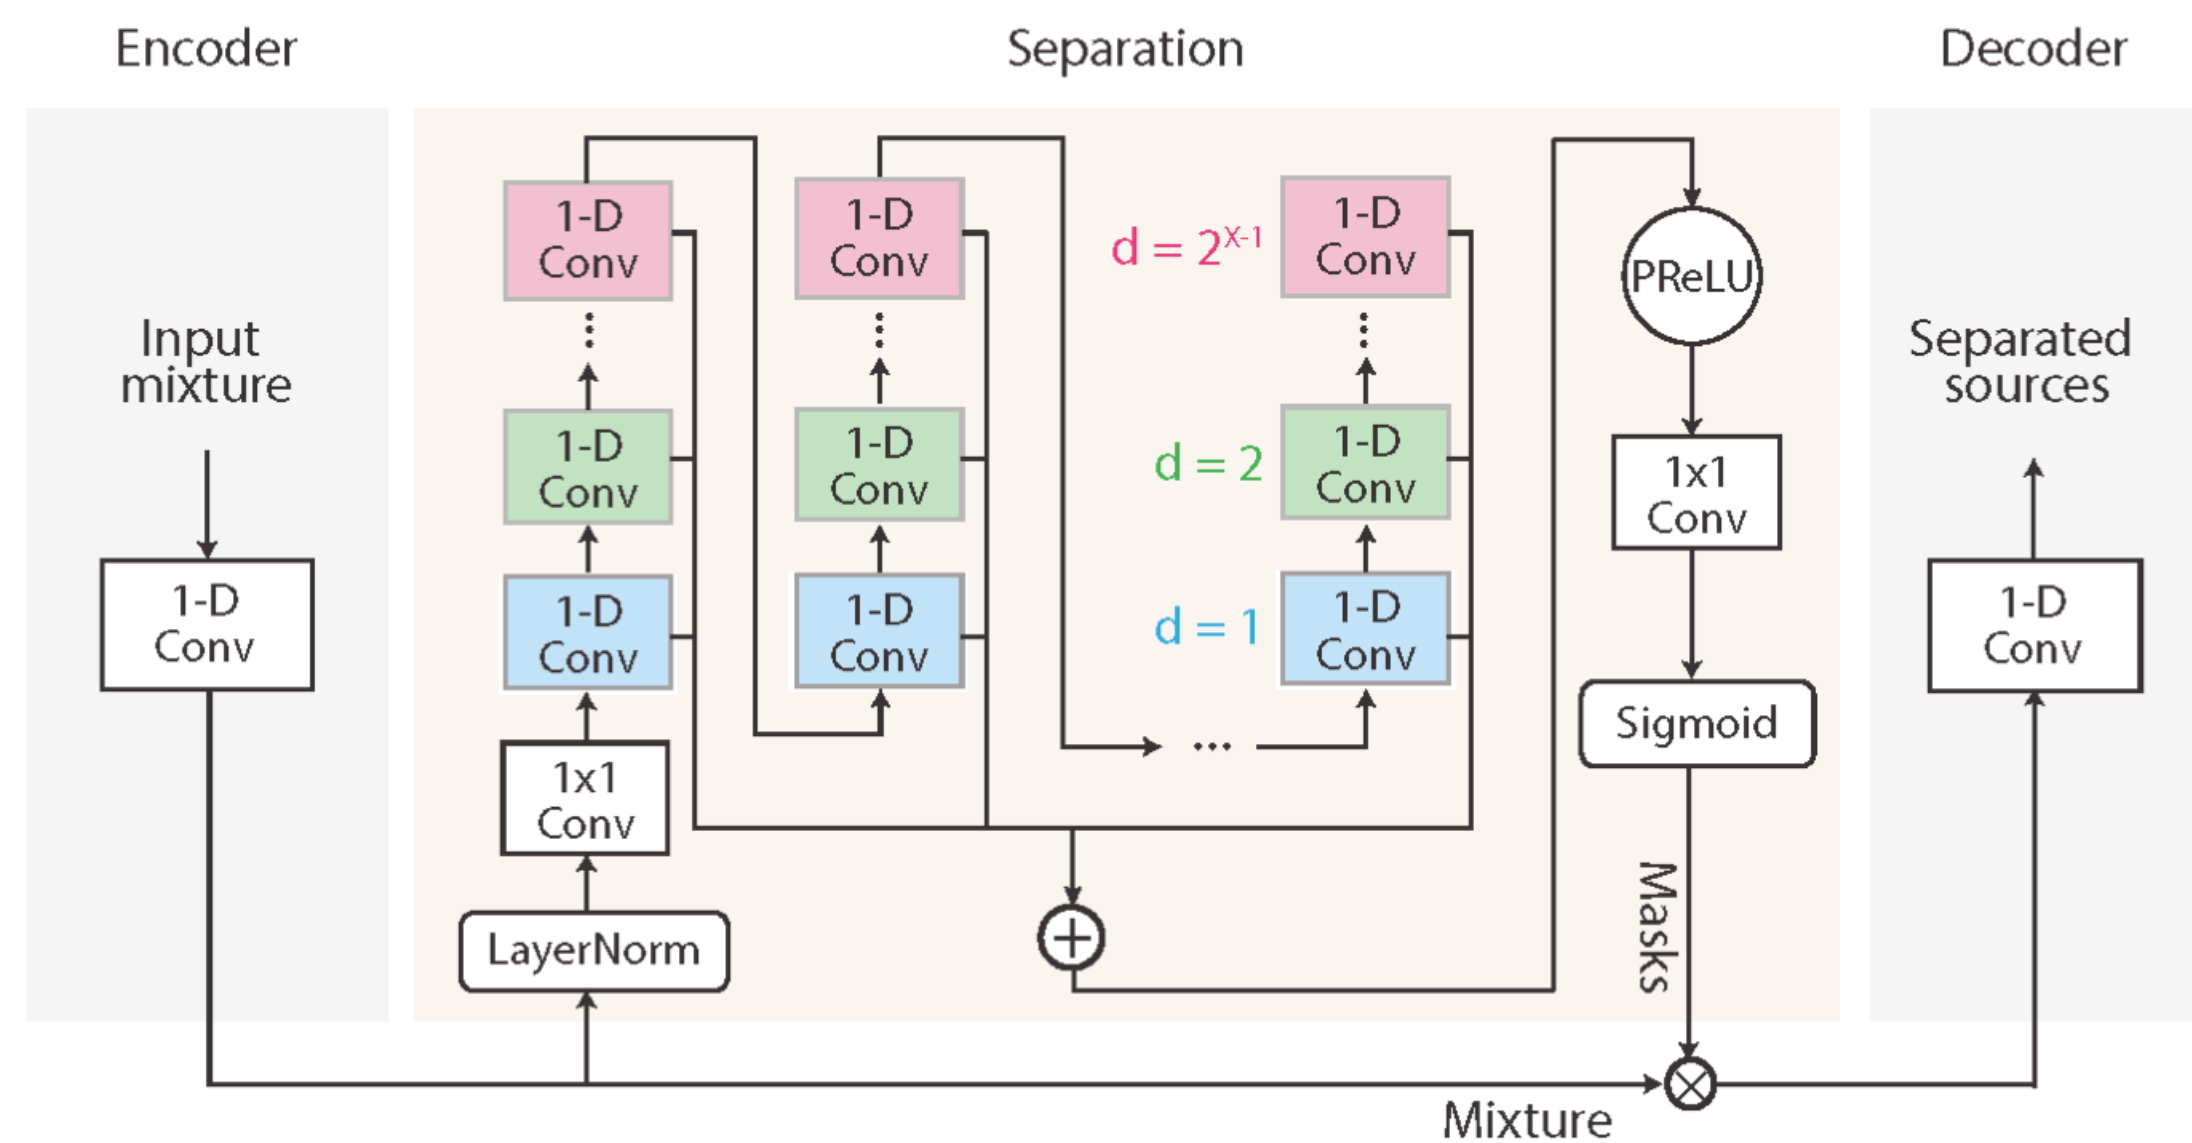 Encoder
Separation
Decoder
Input
mixture
1-D
Conv
1-D
Conv
1-D
Conv
1-D
Conv
1x1
Conv
LayerNorm
1-D
Conv
1-D
Conv
1-D
Conv
...
d = 2^{X-1}
1-D
Conv
d = 2
1-D
Conv
d = 1
1-D
Conv
PReLU
1x1
Conv
Sigmoid
Masks
Mixture
Separated
sources
1-D
Conv